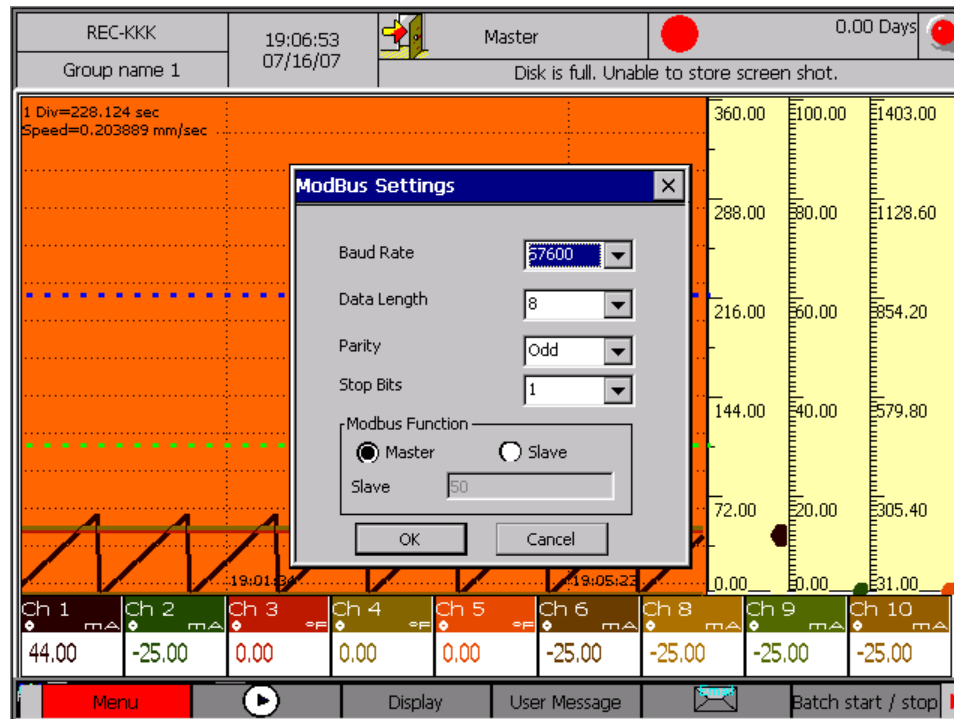 REC-KKK
Group name 1
19:06:53
07/16/07
Master
0.00 Days
Disk is full. Unable to store screen shot.
1 Div=228.124 sec
Speed=0.203889 mm/sec
360.00 100.00 1403.00
288.00 80.00 1128.60
216.00 60.00 854.20
144.00 40.00 579.80
72.00 20.00 305.40
0.00 0.00 31.00
ModBus Settings
Baud Rate 57600
Data Length 8
Parity Odd
Stop Bits 1
Modbus Function
Master Slave
Slave 50
OK Cancel
19:01:34 19:05:23
Ch 1 Ch 2 Ch 3 Ch 4 Ch 5 Ch 6 Ch 8 Ch 9 Ch 10
mA mA °F °F °F mA mA mA mA
44.00 -25.00 0.00 0.00 0.00 -25.00 -25.00 -25.00 -25.00
Menu Display User Message Email Batch start / stop